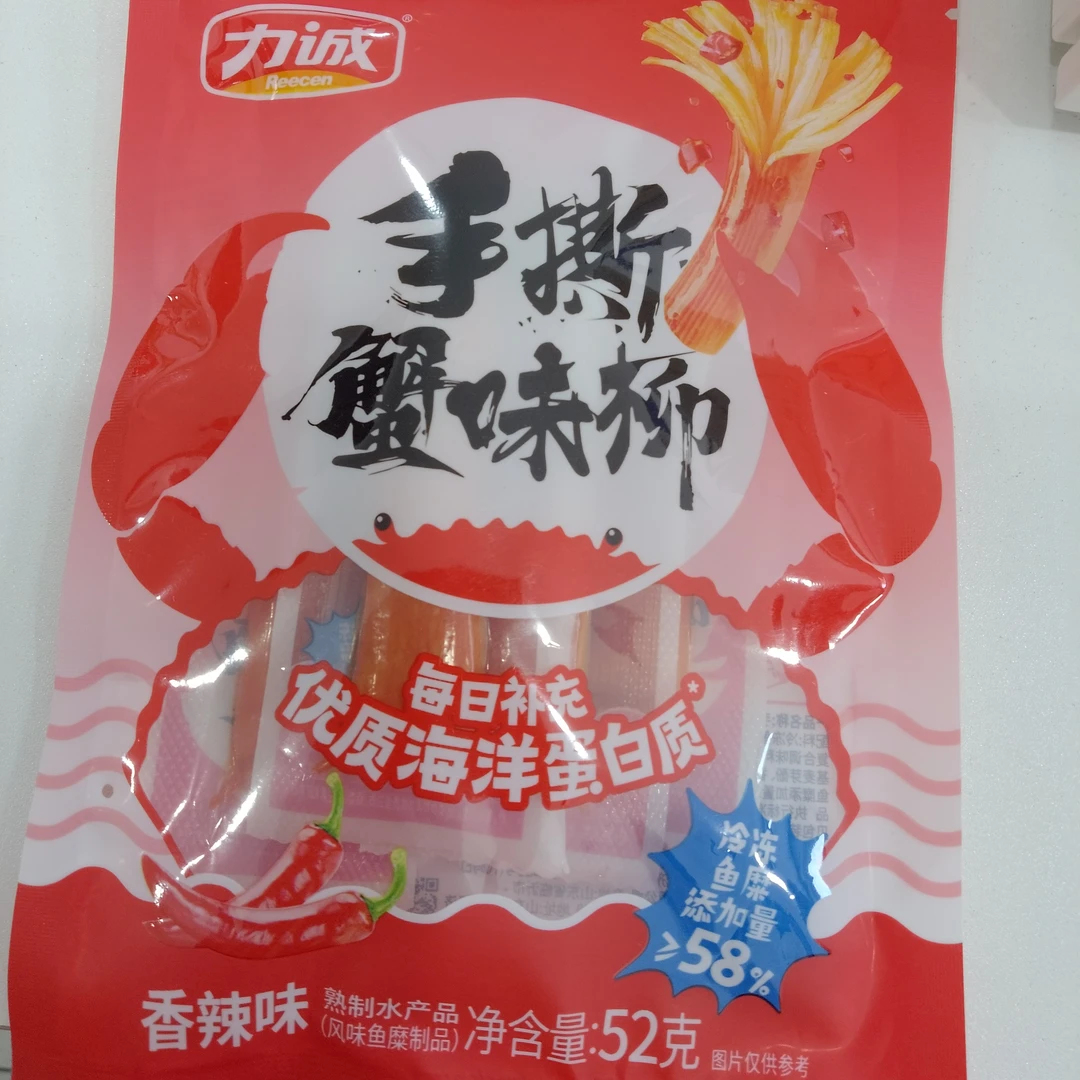 力诚®
Reecen
手撕
蟹味柳
每日补充
优质海洋蛋白质*
冷冻
鱼糜
添加量
≥58%
香辣味
熟制水产品
(风味鱼糜制品)
净含量:52克
图片仅供参考